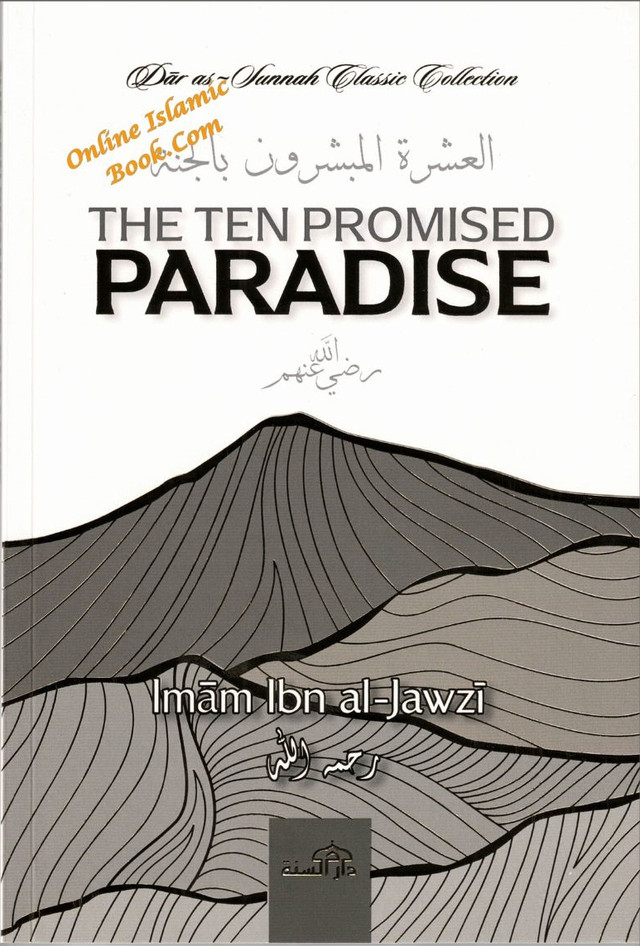 Dār as-Sunnah Classic Collection
Online Islamic
Book.Com
العشرة المبشرون بالجنة
THE TEN PROMISED
PARADISE
رضي الله عنهم
Imām Ibn al-Jawzī
رحمه الله
دار السنة